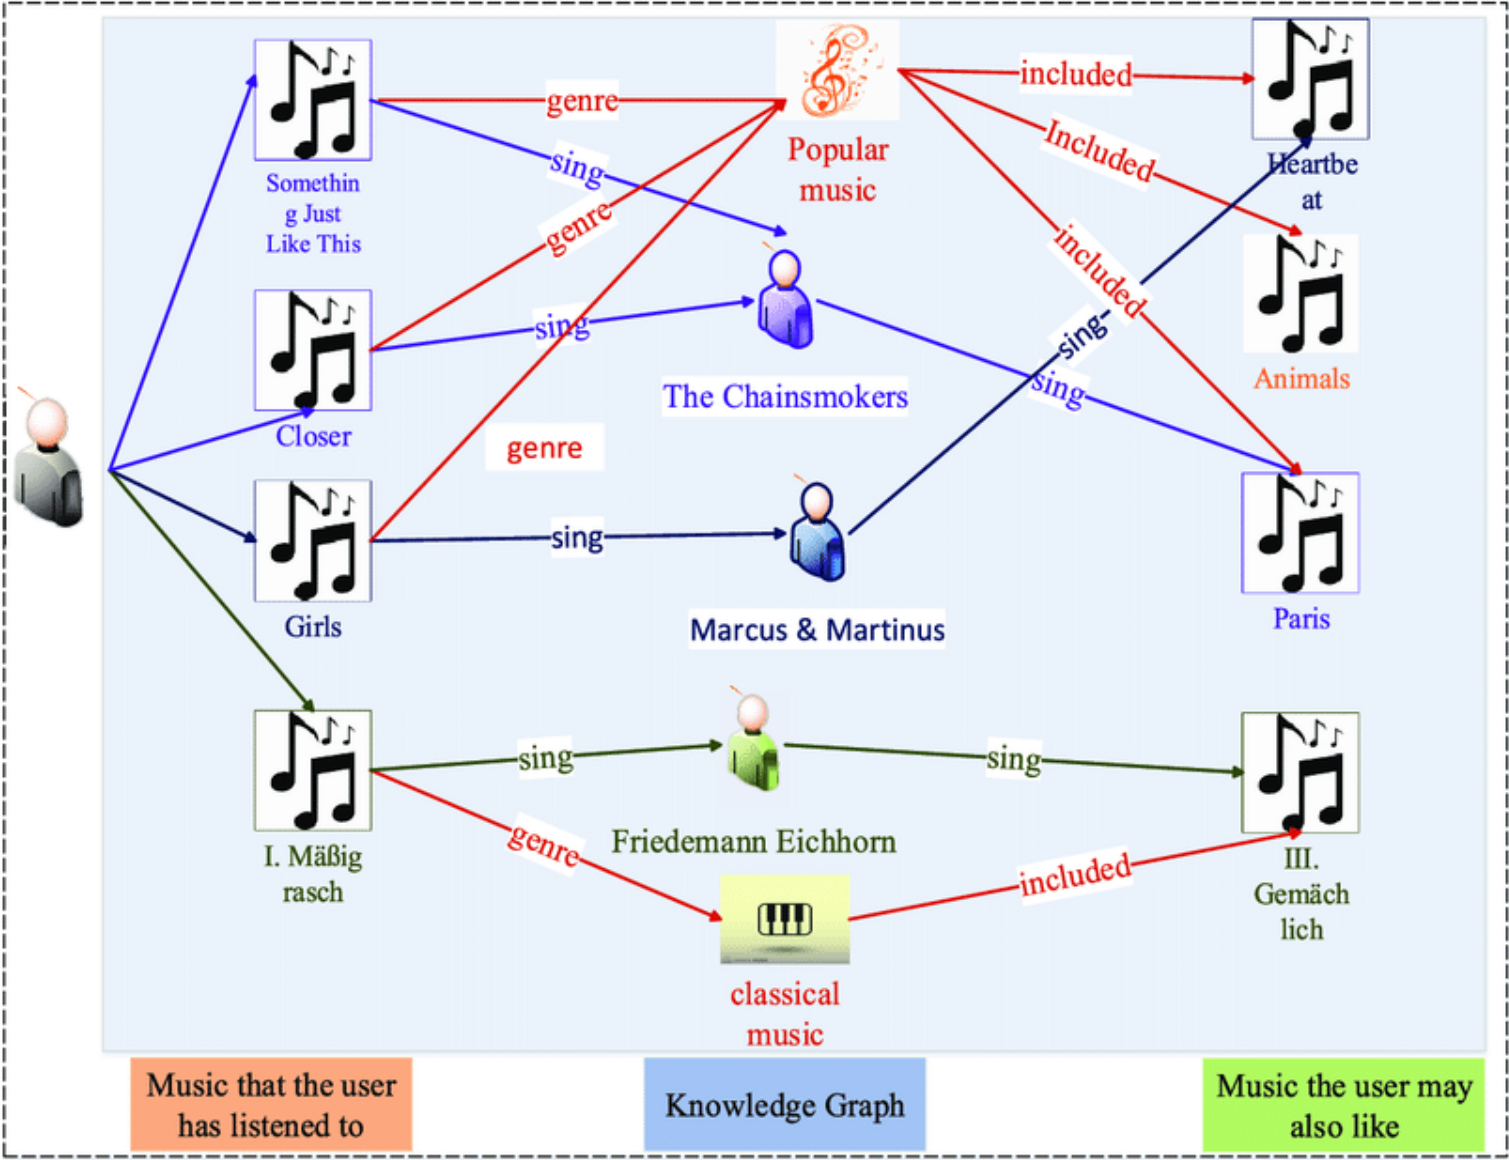 genre
included
Included
sing
Popular
music
Heartbe
at
Somethin
g Just
Like This
genre
included
sing
sing
Animals
sing
The Chainsmokers
Closer
genre
sing
Girls
Marcus & Martinus
Paris
sing
sing
I. Mäßig
rasch
genre
Friedemann Eichhorn
included
III.
Gemäch
lich
classical
music
Music that the user
has listened to
Knowledge Graph
Music the user may
also like